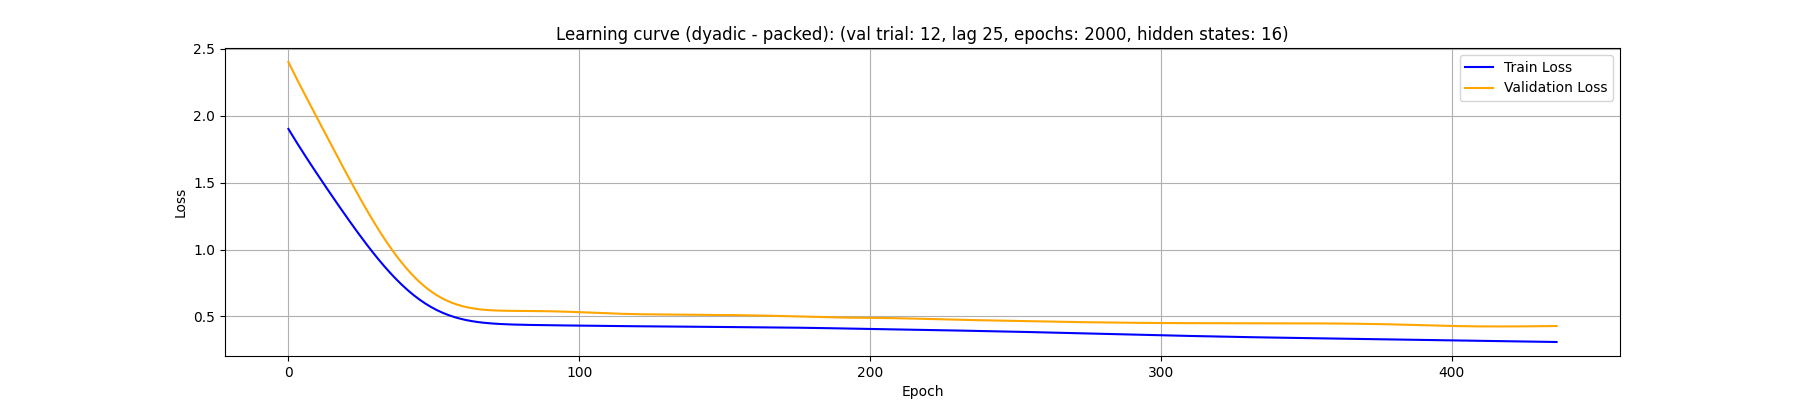 Learning curve (dyadic - packed): (val trial: 12, lag 25, epochs: 2000, hidden states: 16)
Train Loss
Validation Loss
Loss
2.5
2.0
1.5
1.0
0.5
0 100 200 300 400
Epoch